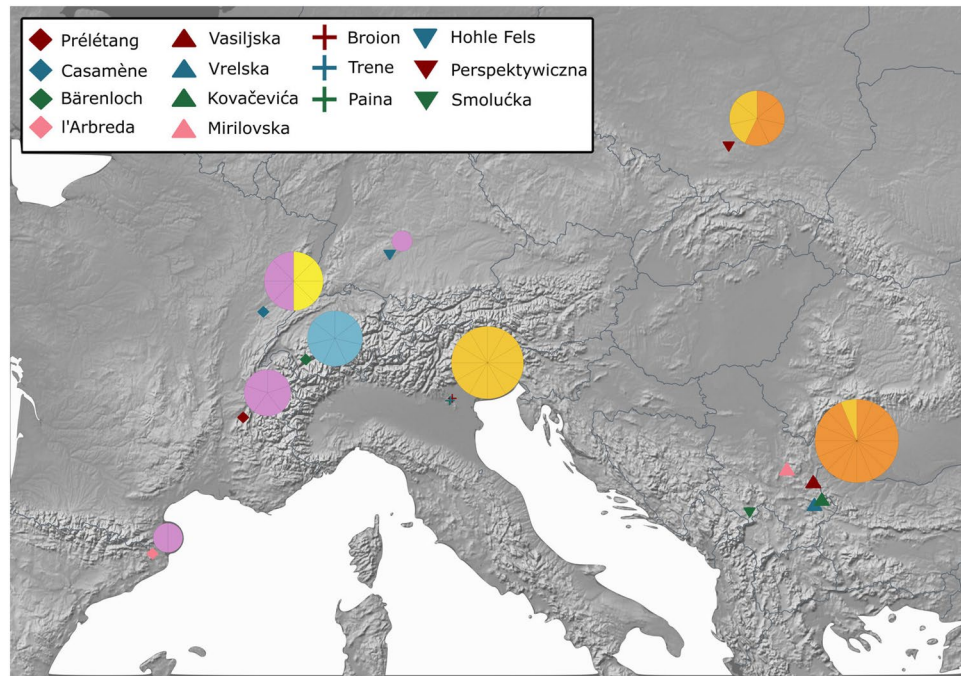 Prélétang
Casamène
Bärenloch
l'Arbreda
Vasiljska
Vrelska
Kovačevića
Mirilovska
Broion
Trene
Paina
Hohle Fels
Perspektywiczna
Smolućka